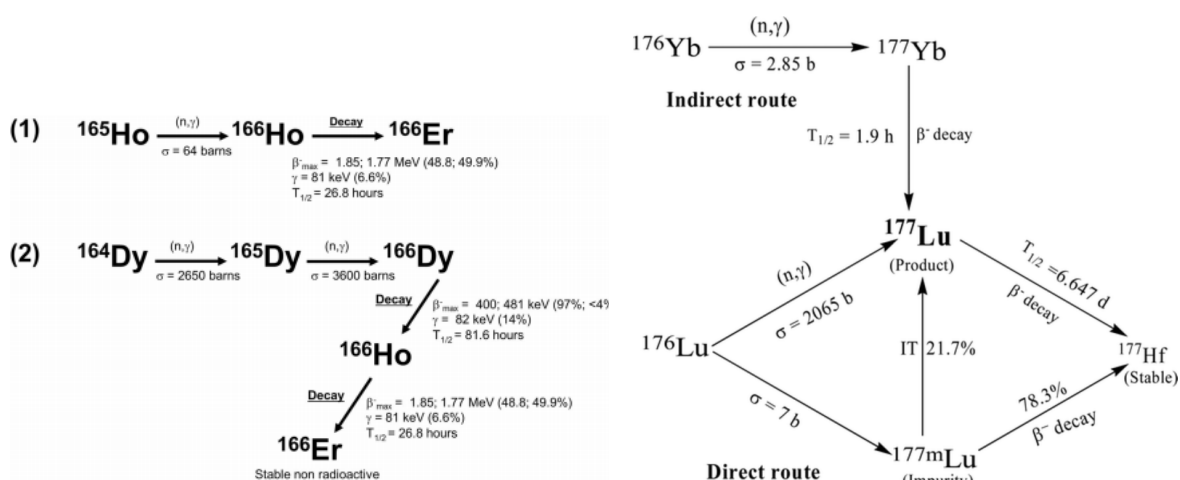 (1) ¹⁶⁵Ho (n,γ) ¹⁶⁶Ho Decay ¹⁶⁶Er
σ = 64 barns
β⁻max = 1.85; 1.77 MeV (48.8; 49.9%)
γ = 81 keV (6.6%)
T1/2 = 26.8 hours
(2) ¹⁶⁴Dy (n,γ) ¹⁶⁵Dy (n,γ) ¹⁶⁶Dy
σ = 2650 barns σ = 3600 barns
Decay
β⁻max = 400; 481 keV (97%; <4%
γ = 82 keV (14%)
T1/2 = 81.6 hours
¹⁶⁶Ho
Decay
β⁻max = 1.85; 1.77 MeV (48.8; 49.9%)
γ = 81 keV (6.6%)
T1/2 = 26.8 hours
¹⁶⁶Er
Stable non radioactive
¹⁷⁶Yb (n,γ) ¹⁷⁷Yb
σ = 2.85 b
Indirect route
T1/2 = 1.9 h β⁻ decay
¹⁷⁷Lu
(Product)
(n,γ)
σ = 2065 b
T1/2 =6.647 d
β⁻ decay
¹⁷⁶Lu
IT 21.7%
¹⁷⁷Hf
(Stable)
σ = 7 b
78.3%
β⁻ decay
¹⁷⁷ᵐLu
(Impurity)
Direct route